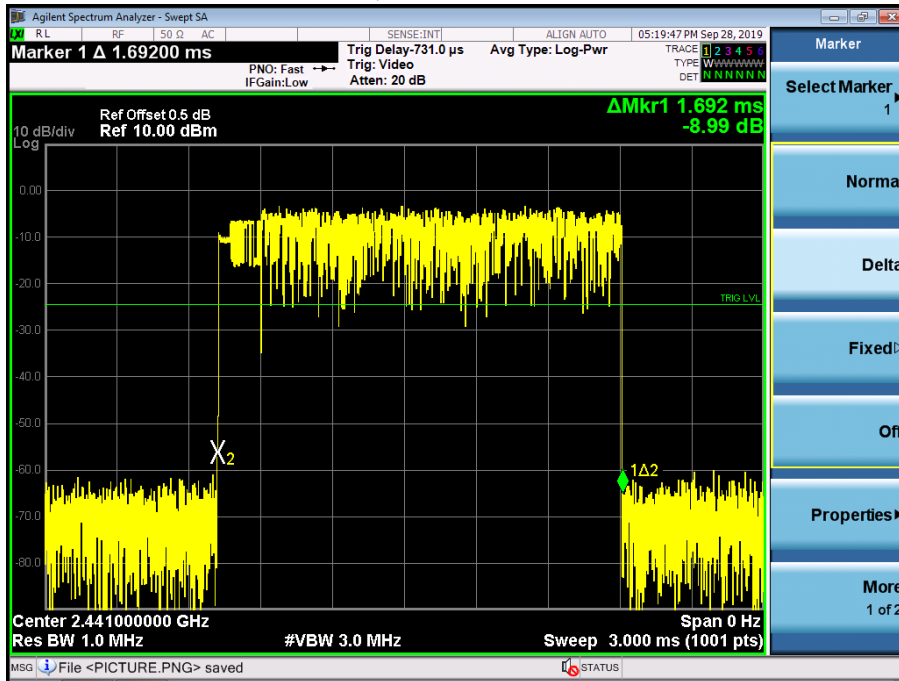 Agilent Spectrum Analyzer - Swept SA
LXI RL RF 50 Ω AC SENSE:INT ALIGN AUTO 05:19:47 PM Sep 28, 2019
Marker 1 Δ 1.69200 ms
PNO: Fast
IFGain:Low
Trig Delay-731.0 µs
Trig: Video
Atten: 20 dB
Avg Type: Log-Pwr
TRACE 1 2 3 4 5 6
TYPE WWWWWW
DET N N N N N N
Marker
Select Marker
1
Normal
Delta
Fixed
Off
Properties
More
1 of 2
ΔMkr1 1.692 ms
-8.99 dB
Ref Offset 0.5 dB
10 dB/div Ref 10.00 dBm
Log
0.00
-10.0
-20.0
TRIG LVL
-30.0
-40.0
-50.0
X2
-60.0
1Δ2
-70.0
-80.0
Center 2.441000000 GHz Span 0 Hz
Res BW 1.0 MHz #VBW 3.0 MHz Sweep 3.000 ms (1001 pts)
MSG File <PICTURE.PNG> saved STATUS